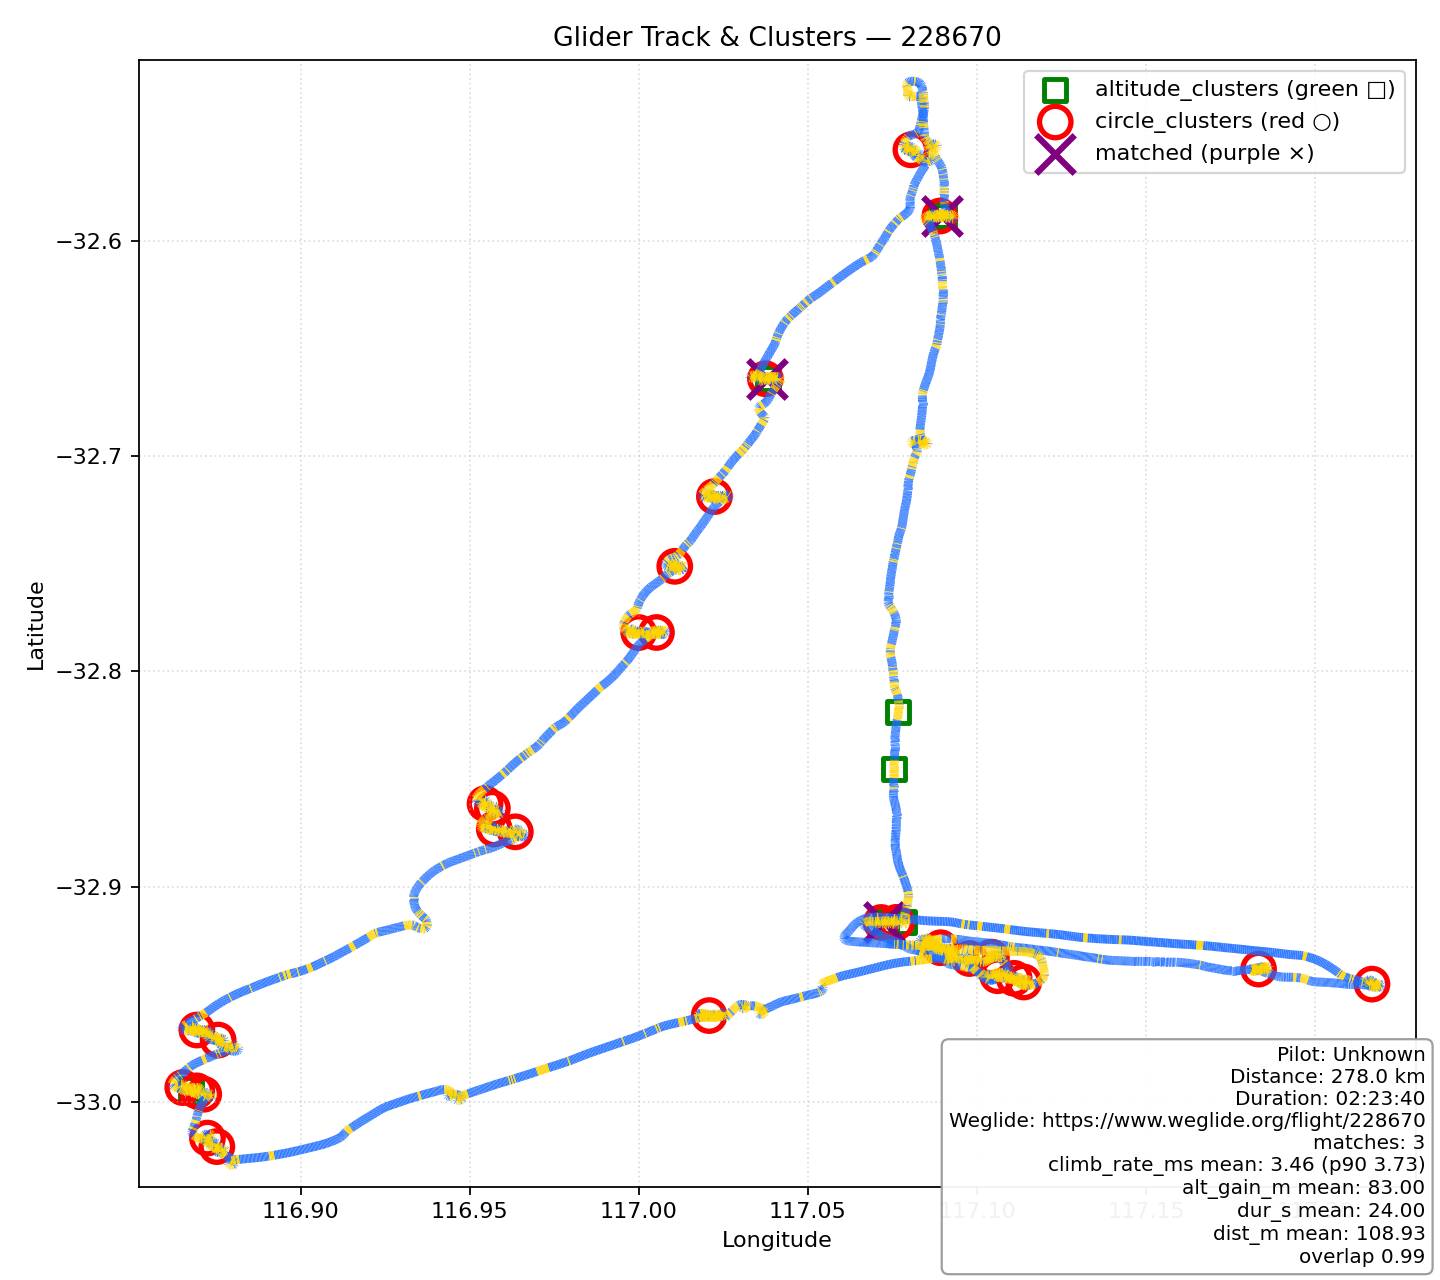 Glider Track & Clusters — 228670
altitude_clusters (green □)
circle_clusters (red ○)
matched (purple ×)
Latitude
−32.6
−32.7
−32.8
−32.9
−33.0
116.90 116.95 117.00 117.05 117.10 117.15
Longitude
Pilot: Unknown
Distance: 278.0 km
Duration: 02:23:40
Weglide: https://www.weglide.org/flight/228670
matches: 3
climb_rate_ms mean: 3.46 (p90 3.73)
alt_gain_m mean: 83.00
dur_s mean: 24.00
dist_m mean: 108.93
overlap 0.99